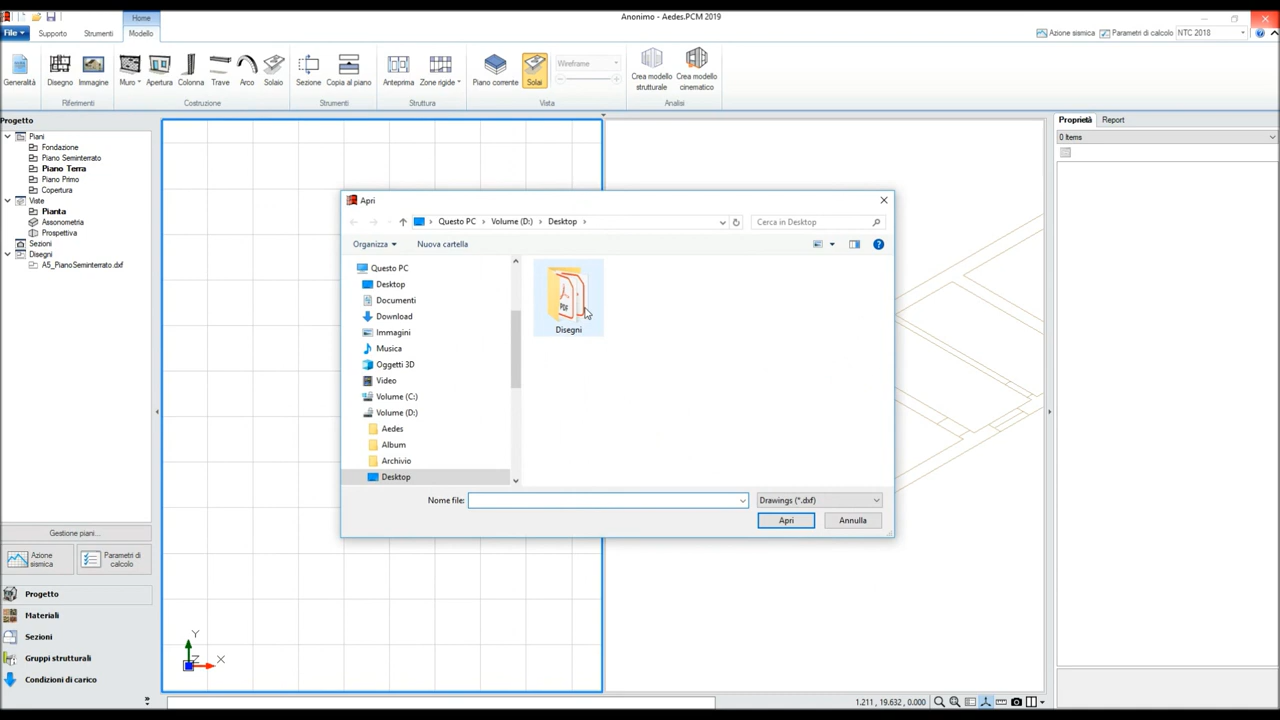 Home
Anonimo - Aedes.PCM 2019
File Supporto Strumenti Modello
Azione sismica Parametri di calcolo NTC 2018
Generalità Disegno Immagine Muro Apertura Colonna Trave Arco Solaio Sezione Copia al piano Anteprima Zone rigide Piano corrente Solai Wireframe Crea modello strutturale Crea modello cinematico
Riferimenti Costruzione Strumenti Struttura Vista Analisi
Progetto
Piani
Fondazione
Piano Seminterrato
Piano Terra
Piano Primo
Copertura
Viste
Pianta
Assonometria
Prospettiva
Sezioni
Disegni
A5_PianoSeminterrato.dxf
Gestione piani...
Azione sismica
Parametri di calcolo
Progetto
Materiali
Sezioni
Gruppi strutturali
Condizioni di carico
Apri
Questo PC Volume (D:) Desktop
Cerca in Desktop
Organizza Nuova cartella
Questo PC
Desktop
Documenti
Download
Immagini
Musica
Oggetti 3D
Video
Volume (C:)
Volume (D:)
Aedes
Album
Archivio
Desktop
PDF
Disegni
Nome file:
Drawings (*.dxf)
Apri Annulla
Proprietà Report
0 Items
Y
Z
X
1.211 , 19.632 , 0.000